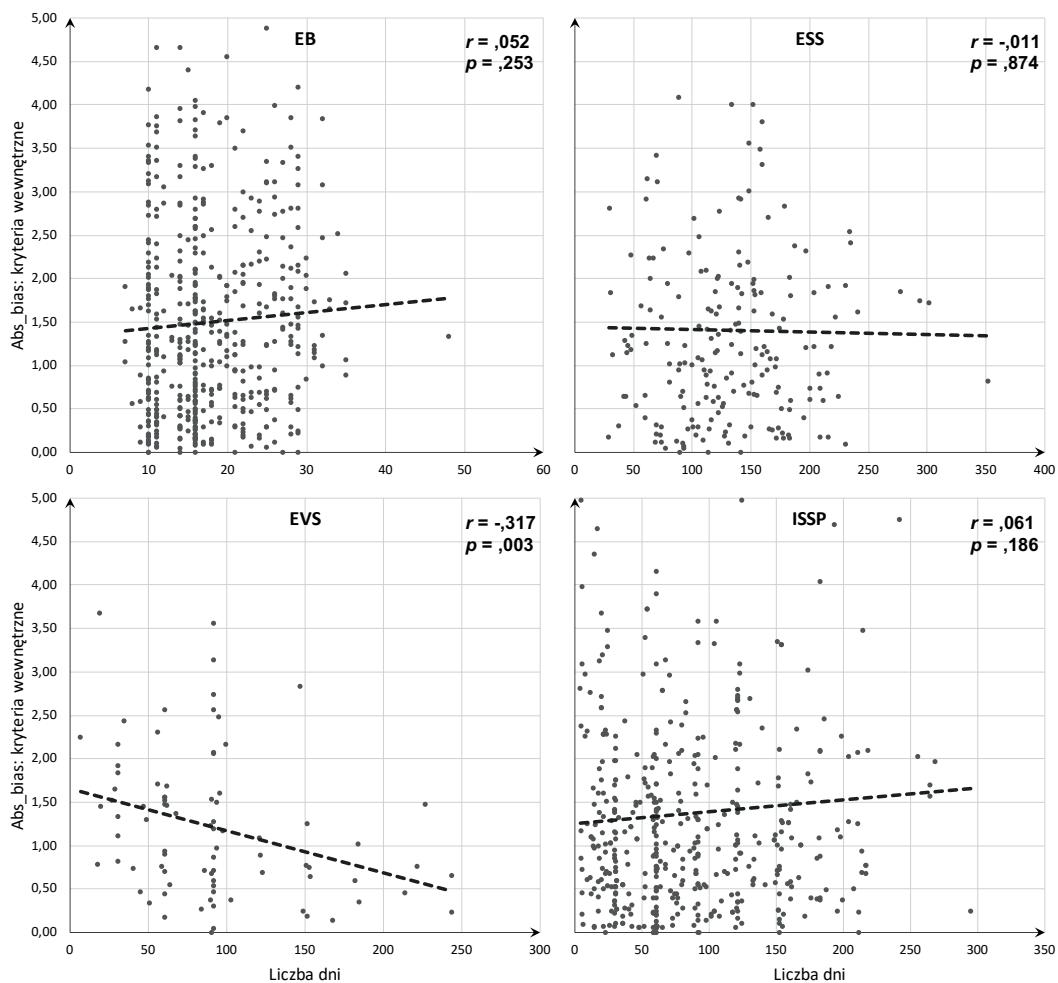 EB
r = ,052
p = ,253
Abs_bias: kryteria wewnętrzne
5,00
4,50
4,00
3,50
3,00
2,50
2,00
1,50
1,00
0,50
0,00
0 10 20 30 40 50 60
ESS
r = -,011
p = ,874
0 50 100 150 200 250 300 350 400
EVS
r = -,317
p = ,003
Abs_bias: kryteria wewnętrzne
5,00
4,50
4,00
3,50
3,00
2,50
2,00
1,50
1,00
0,50
0,00
0 50 100 150 200 250 300
Liczba dni
ISSP
r = ,061
p = ,186
0 50 100 150 200 250 300 350
Liczba dni